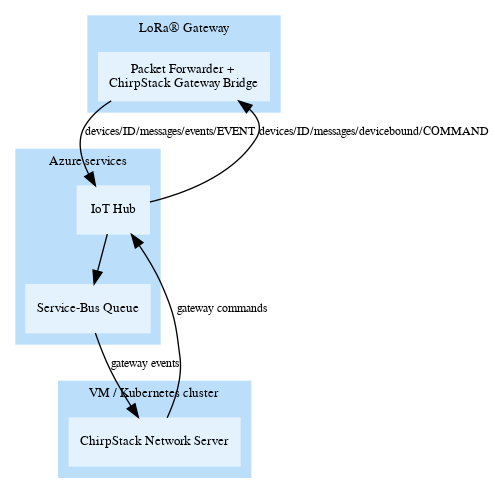 LoRa® Gateway
Packet Forwarder +
ChirpStack Gateway Bridge
devices/ID/messages/events/EVENT
devices/ID/messages/devicebound/COMMAND
Azure services
IoT Hub
Service-Bus Queue
gateway commands
gateway events
VM / Kubernetes cluster
ChirpStack Network Server